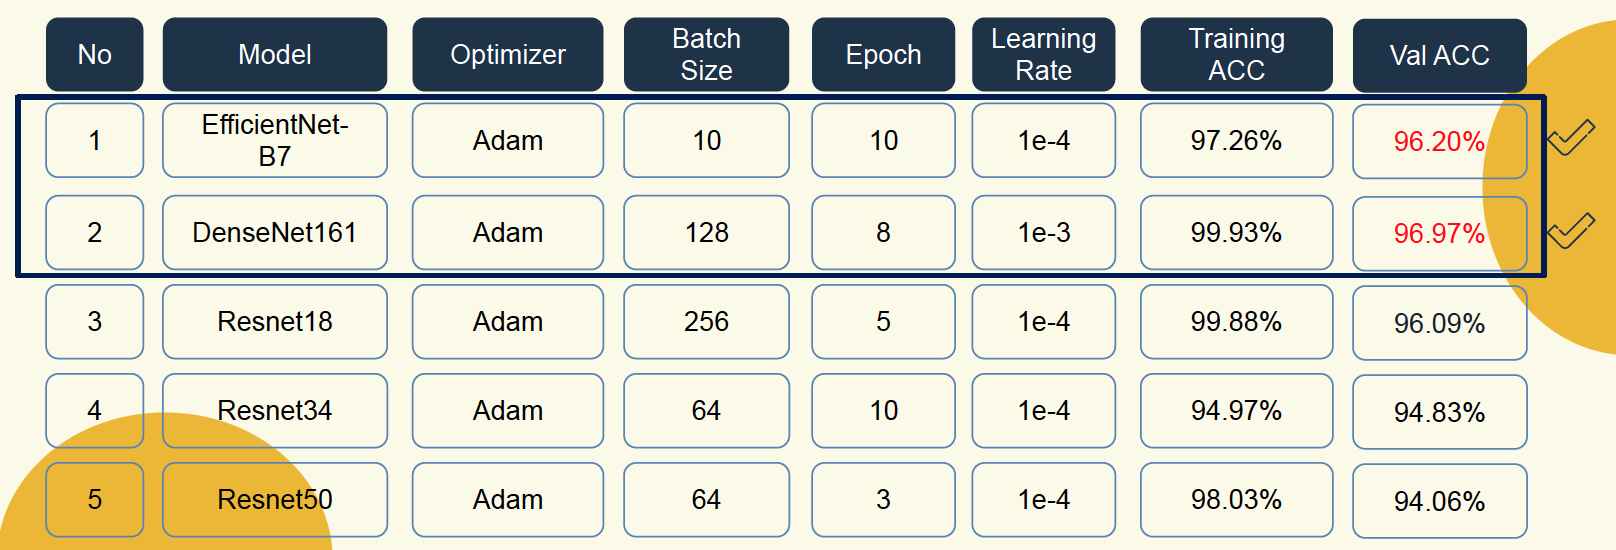 No Model Optimizer Batch Size Epoch Learning Rate Training ACC Val ACC
1 EfficientNet-B7 Adam 10 10 1e-4 97.26% 96.20%
2 DenseNet161 Adam 128 8 1e-3 99.93% 96.97%
3 Resnet18 Adam 256 5 1e-4 99.88% 96.09%
4 Resnet34 Adam 64 10 1e-4 94.97% 94.83%
5 Resnet50 Adam 64 3 1e-4 98.03% 94.06%